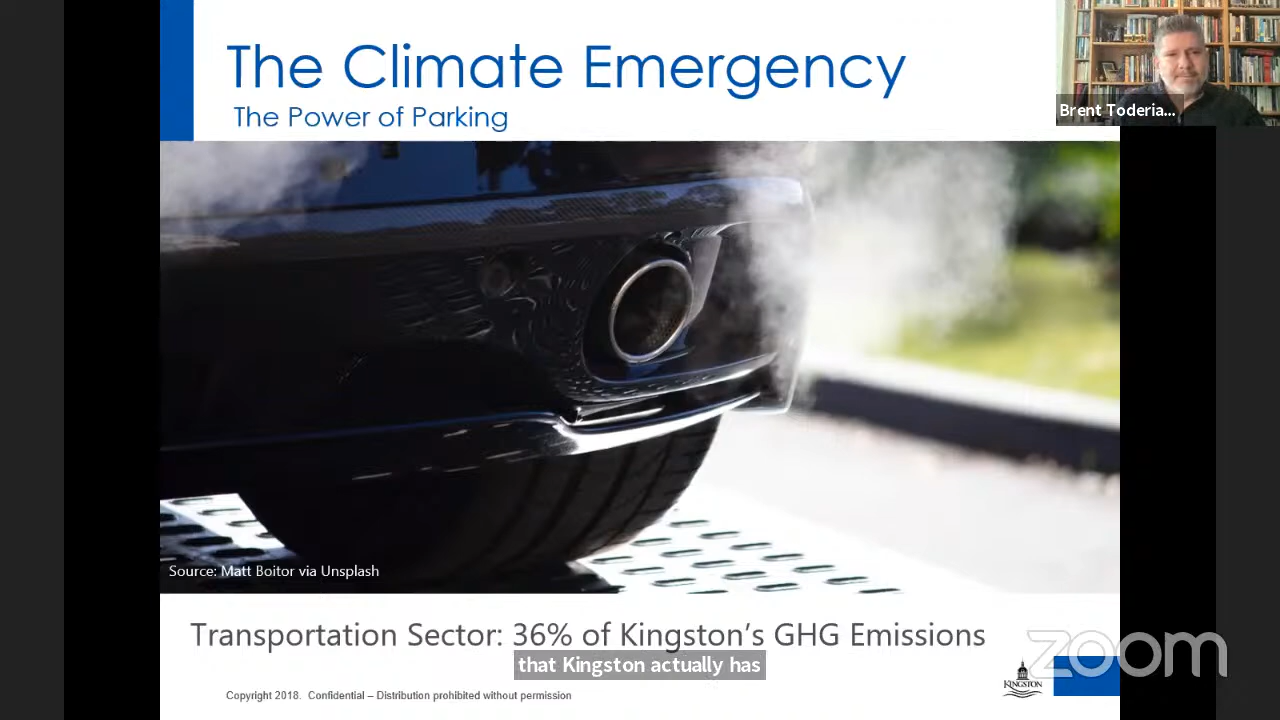 The Climate Emergency
The Power of Parking
Brent Toderia...
Source: Matt Boitor via Unsplash
Transportation Sector: 36% of Kingston's GHG Emissions
that Kingston actually has
KINGSTON
zoom
Copyright 2018. Confidential – Distribution prohibited without permission